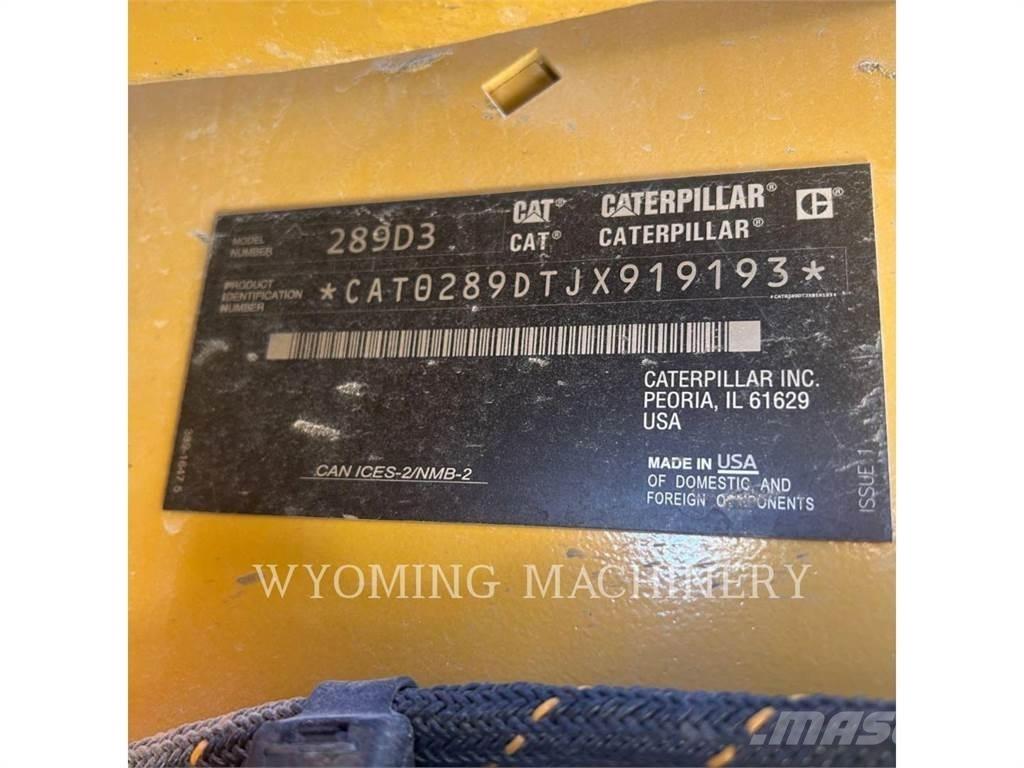 MODEL
NUMBER
289D3
CAT® CATERPILLAR®
CAT® CATERPILLAR®
PRODUCT
IDENTIFICATION
NUMBER
*CAT0289DTJX919193*
CATERPILLAR INC.
PEORIA, IL 61629
USA
CAN ICES-2/NMB-2
MADE IN USA
OF DOMESTIC AND
FOREIGN COMPONENTS
ISSUE 1
WYOMING MACHINERY